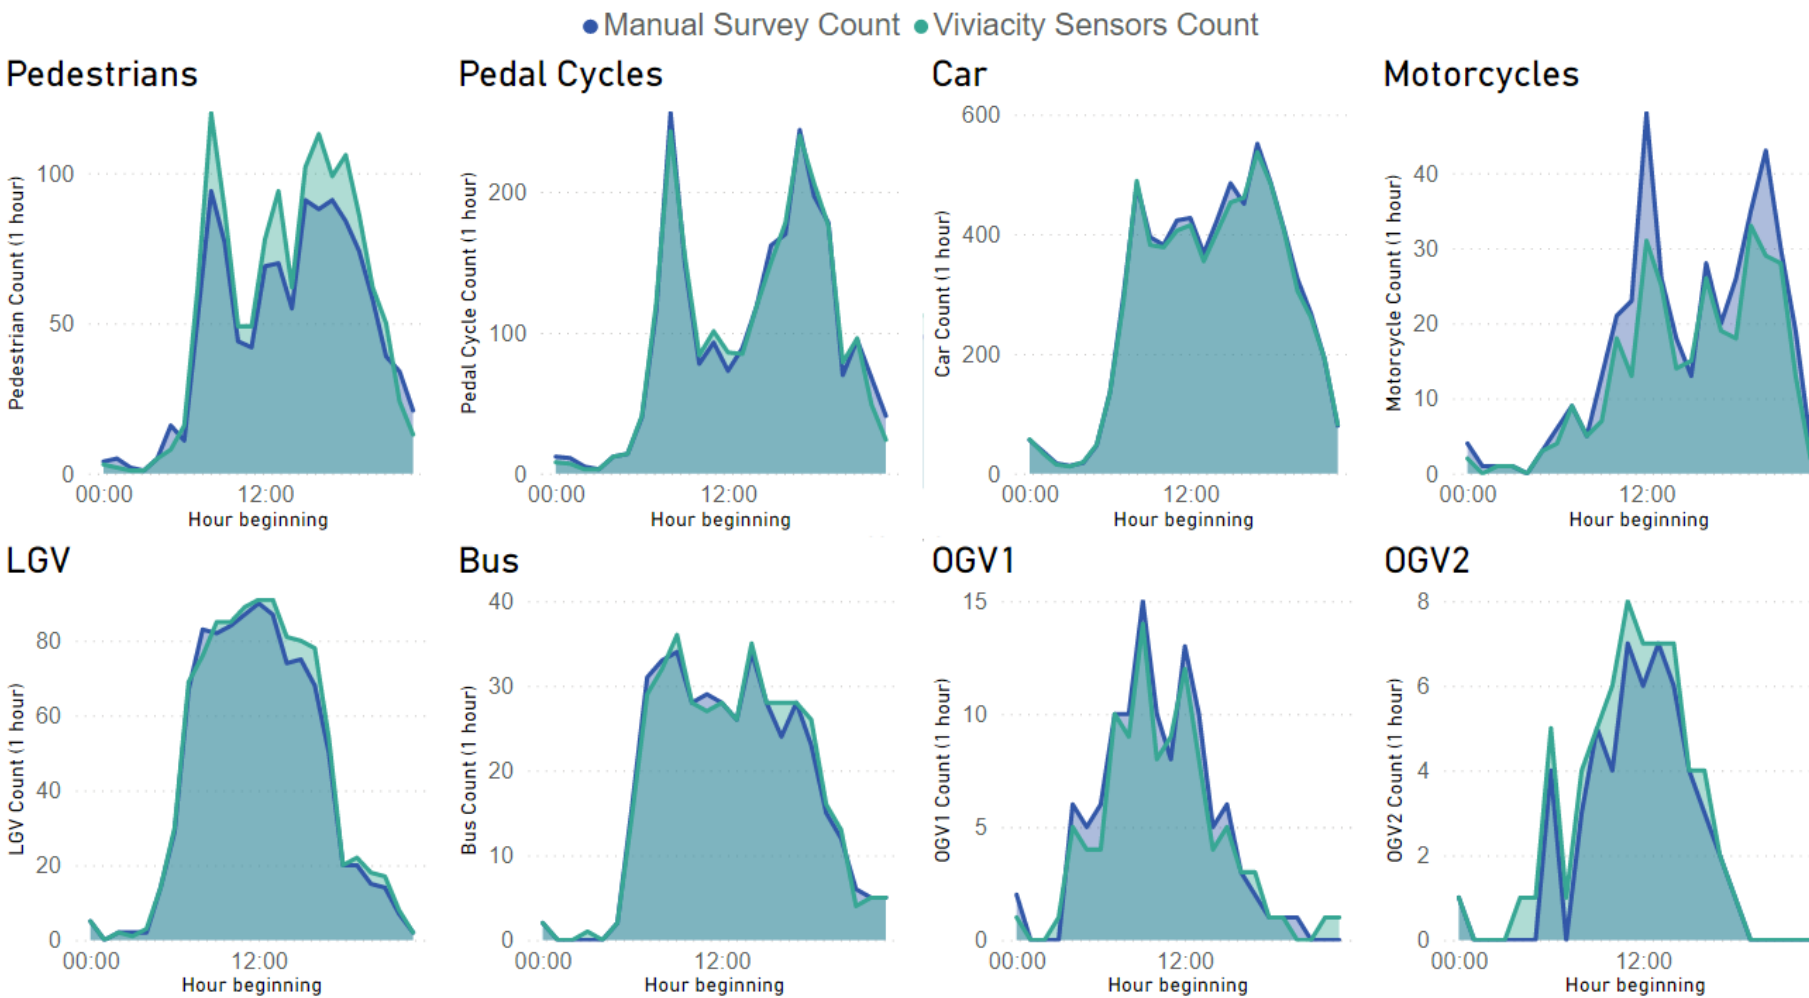 Manual Survey Count Viviacity Sensors Count
Pedestrians
Pedestrian Count (1 hour)
100
50
0
00:00 12:00
Hour beginning
Pedal Cycles
Pedal Cycle Count (1 hour)
200
100
0
00:00 12:00
Hour beginning
Car
Car Count (1 hour)
600
400
200
0
00:00 12:00
Hour beginning
Motorcycles
Motorcycle Count (1 hour)
40
30
20
10
0
00:00 12:00
Hour beginning
LGV
LGV Count (1 hour)
80
60
40
20
0
00:00 12:00
Hour beginning
Bus
Bus Count (1 hour)
40
30
20
10
0
00:00 12:00
Hour beginning
OGV1
OGV1 Count (1 hour)
15
10
5
0
00:00 12:00
Hour beginning
OGV2
OGV2 Count (1 hour)
8
6
4
2
0
00:00 12:00
Hour beginning